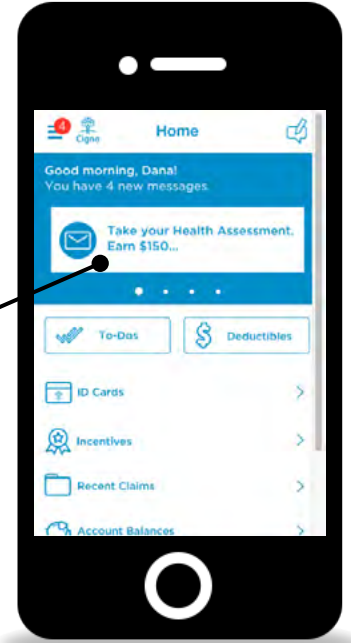 4
Cigna
Home
Good morning, Dana!
You have 4 new messages.
Take your Health Assessment.
Earn $150...
To-Dos
Deductibles
ID Cards
Incentives
Recent Claims
Account Balances